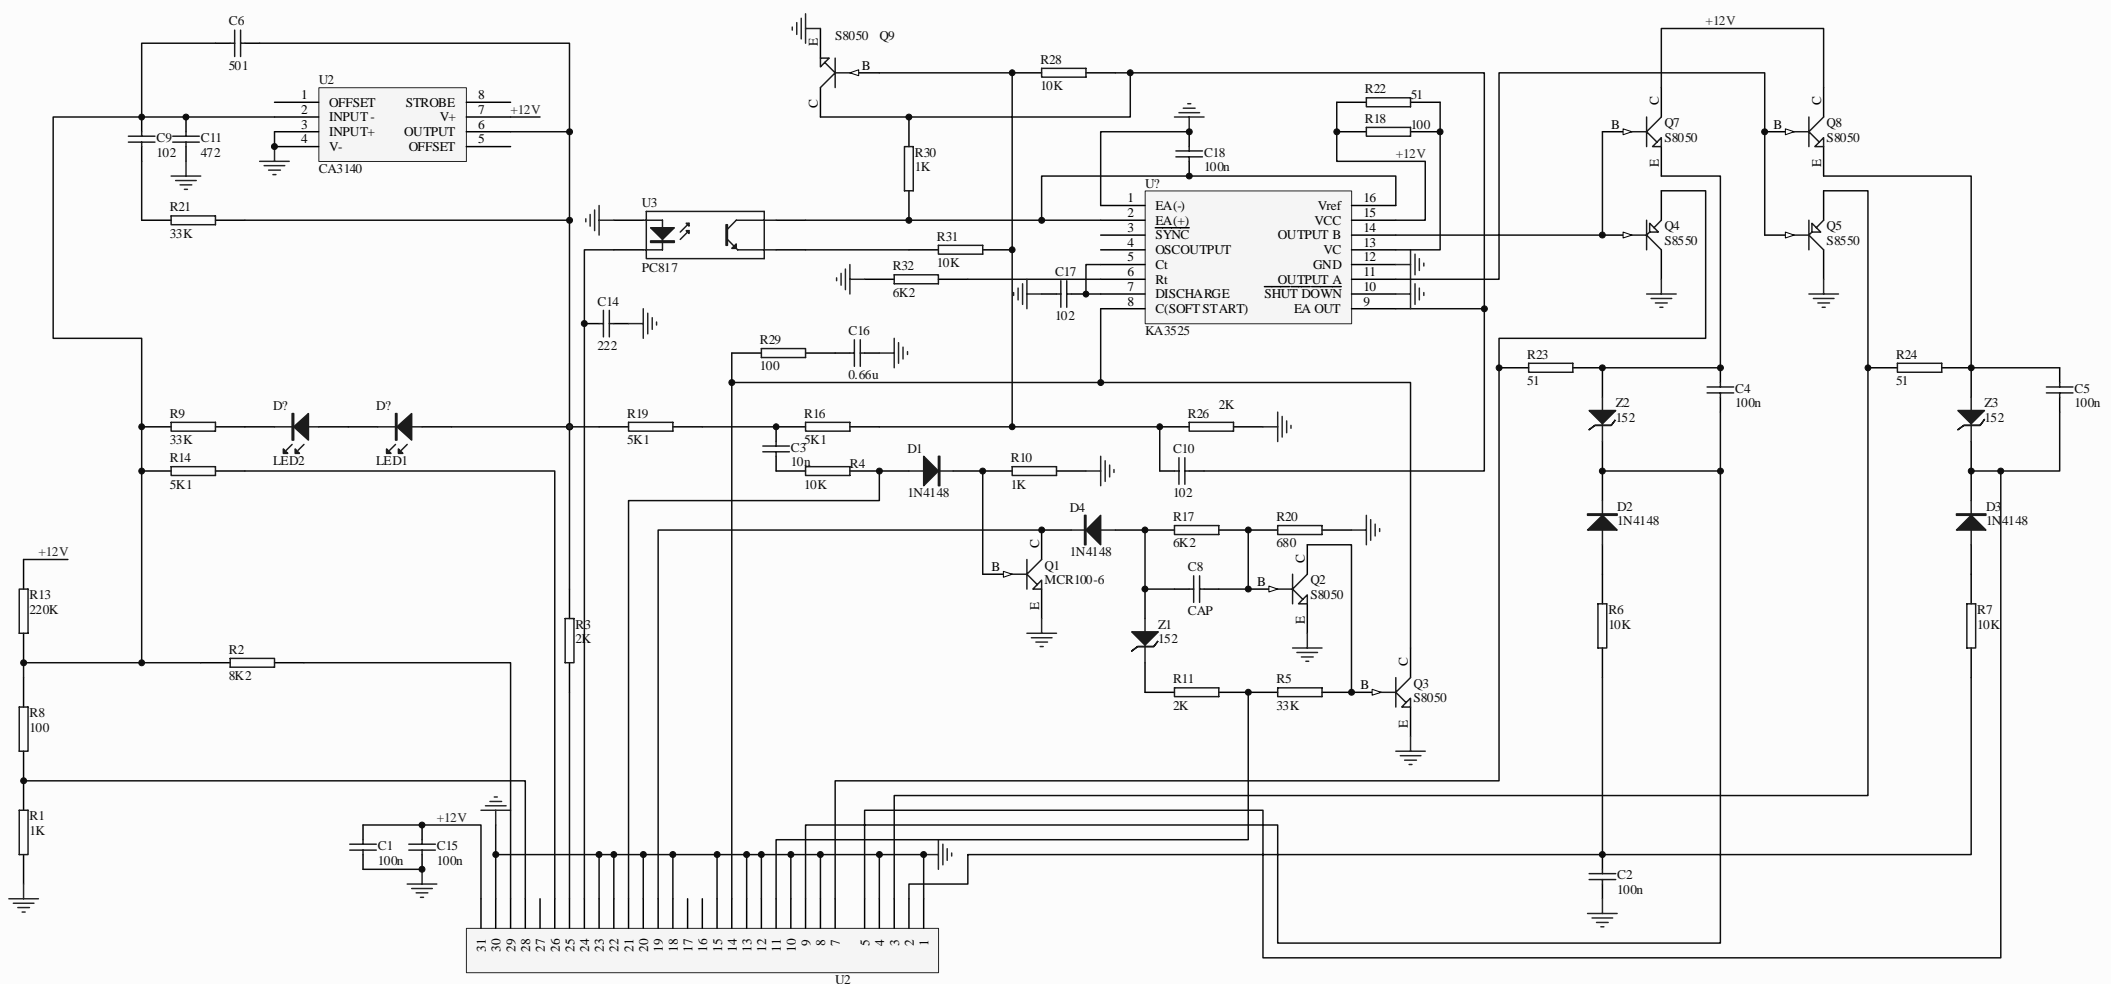 C6
501
U2
1 OFFSET STROBE 8
2 INPUT - V+ 7 +12V
3 INPUT+ OUTPUT 6
4 V- OFFSET 5
CA3140
C9
102
C11
472
R21
33K
S8050 Q9
E
B
C
R28
10K
R30
1K
U3
PC817
R31
10K
R32
6K2
C17
102
C18
100n
R22 51
R18 100
+12V
U?
1 EA(-) Vref 16
2 EA(+) VCC 15
3 SYNC OUTPUT B 14
4 OSCOUTPUT VC 13
5 Ct GND 12
6 Rt OUTPUT A 11
7 DISCHARGE SHUT DOWN 10
8 C(SOFT START) EA OUT 9
KA3525
+12V
C
B
Q7
S8050
E
C
B
Q8
S8050
E
Q4
S8550
Q5
S8550
C14
222
R29
100
C16
0.66u
R23
51
C4
100n
Z2
152
R24
51
C5
100n
Z3
152
R9
33K
D?
LED2
D?
LED1
R19
5K1
R16
5K1
R26 2K
R14
5K1
C3
10n
R4
10K
D1
1N4148
R10
1K
C10
102
D4
1N4148
R17
6K2
R20
680
D2
1N4148
D3
1N4148
C
B
Q1
MCR100-6
E
C8
CAP
C
B
Q2
S8050
E
+12V
R13
220K
R3
2K
Z1
152
R6
10K
R7
10K
R2
8K2
R11
2K
R5
33K
C
B
Q3
S8050
E
R8
100
R1
1K
+12V
C1
100n
C15
100n
C2
100n
31 30 29 28 27 26 25 24 23 22 21 20 19 18 17 16 15 14 13 12 11 10 9 8 7 5 4 3 2 1
U2